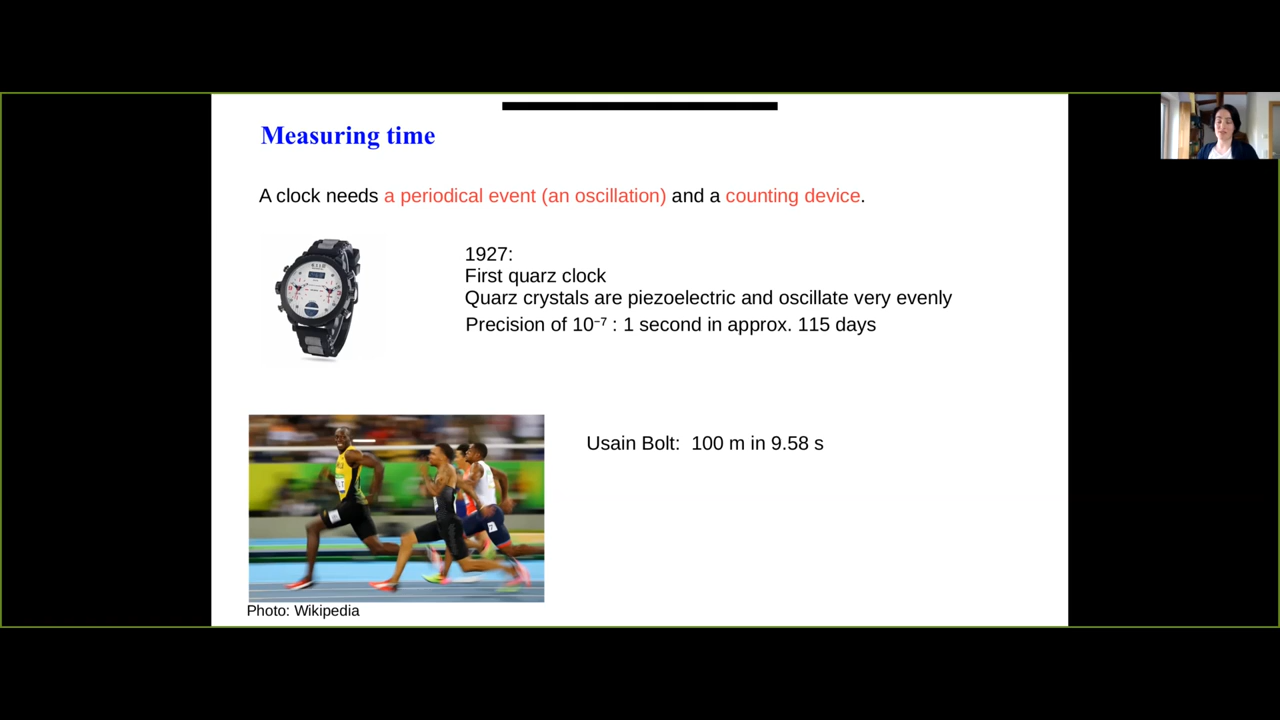 Measuring time
A clock needs a periodical event (an oscillation) and a counting device.
1927:
First quarz clock
Quarz crystals are piezoelectric and oscillate very evenly
Precision of 10⁻⁷ : 1 second in approx. 115 days
Usain Bolt:  100 m in 9.58 s
Photo: Wikipedia